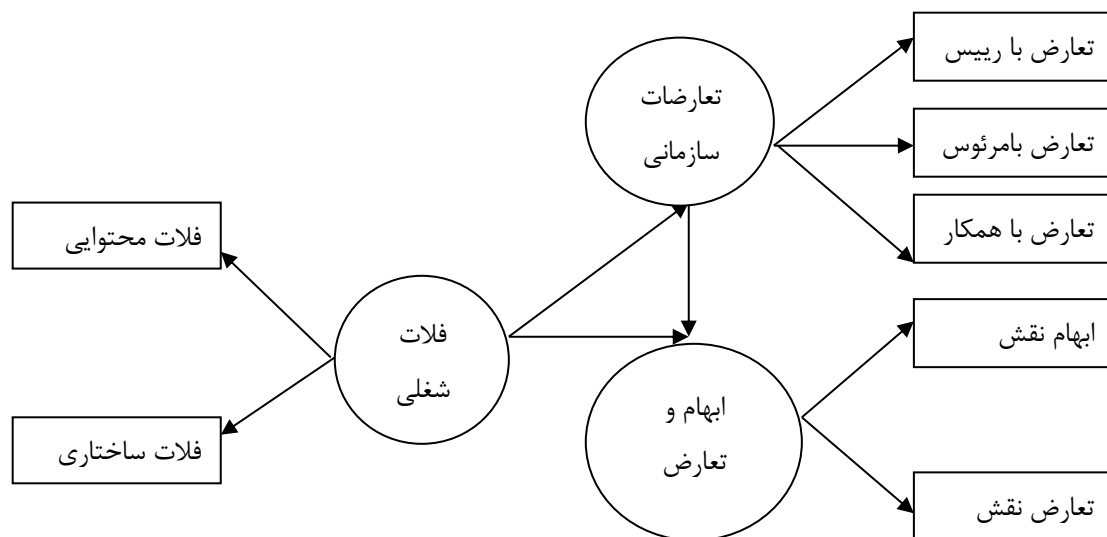 تعارض با رییس
تعارضات
سازمانی
تعارض بامرئوس
تعارض با همکار
فلات محتوایی
فلات
شغلی
ابهام نقش
ابهام و
تعارض
فلات ساختاری
تعارض نقش